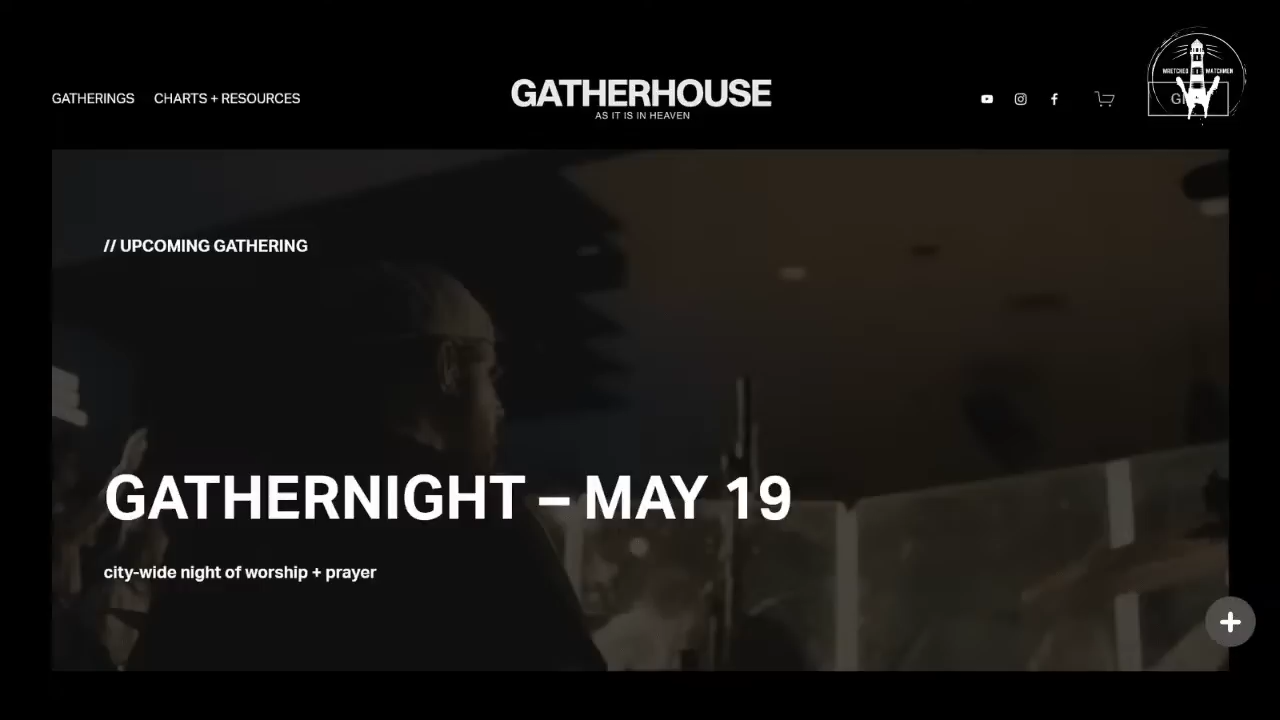 GATHERINGS CHARTS + RESOURCES
GATHERHOUSE
AS IT IS IN HEAVEN
WRETCHED WATCHMEN
// UPCOMING GATHERING
GATHERNIGHT – MAY 19
city-wide night of worship + prayer